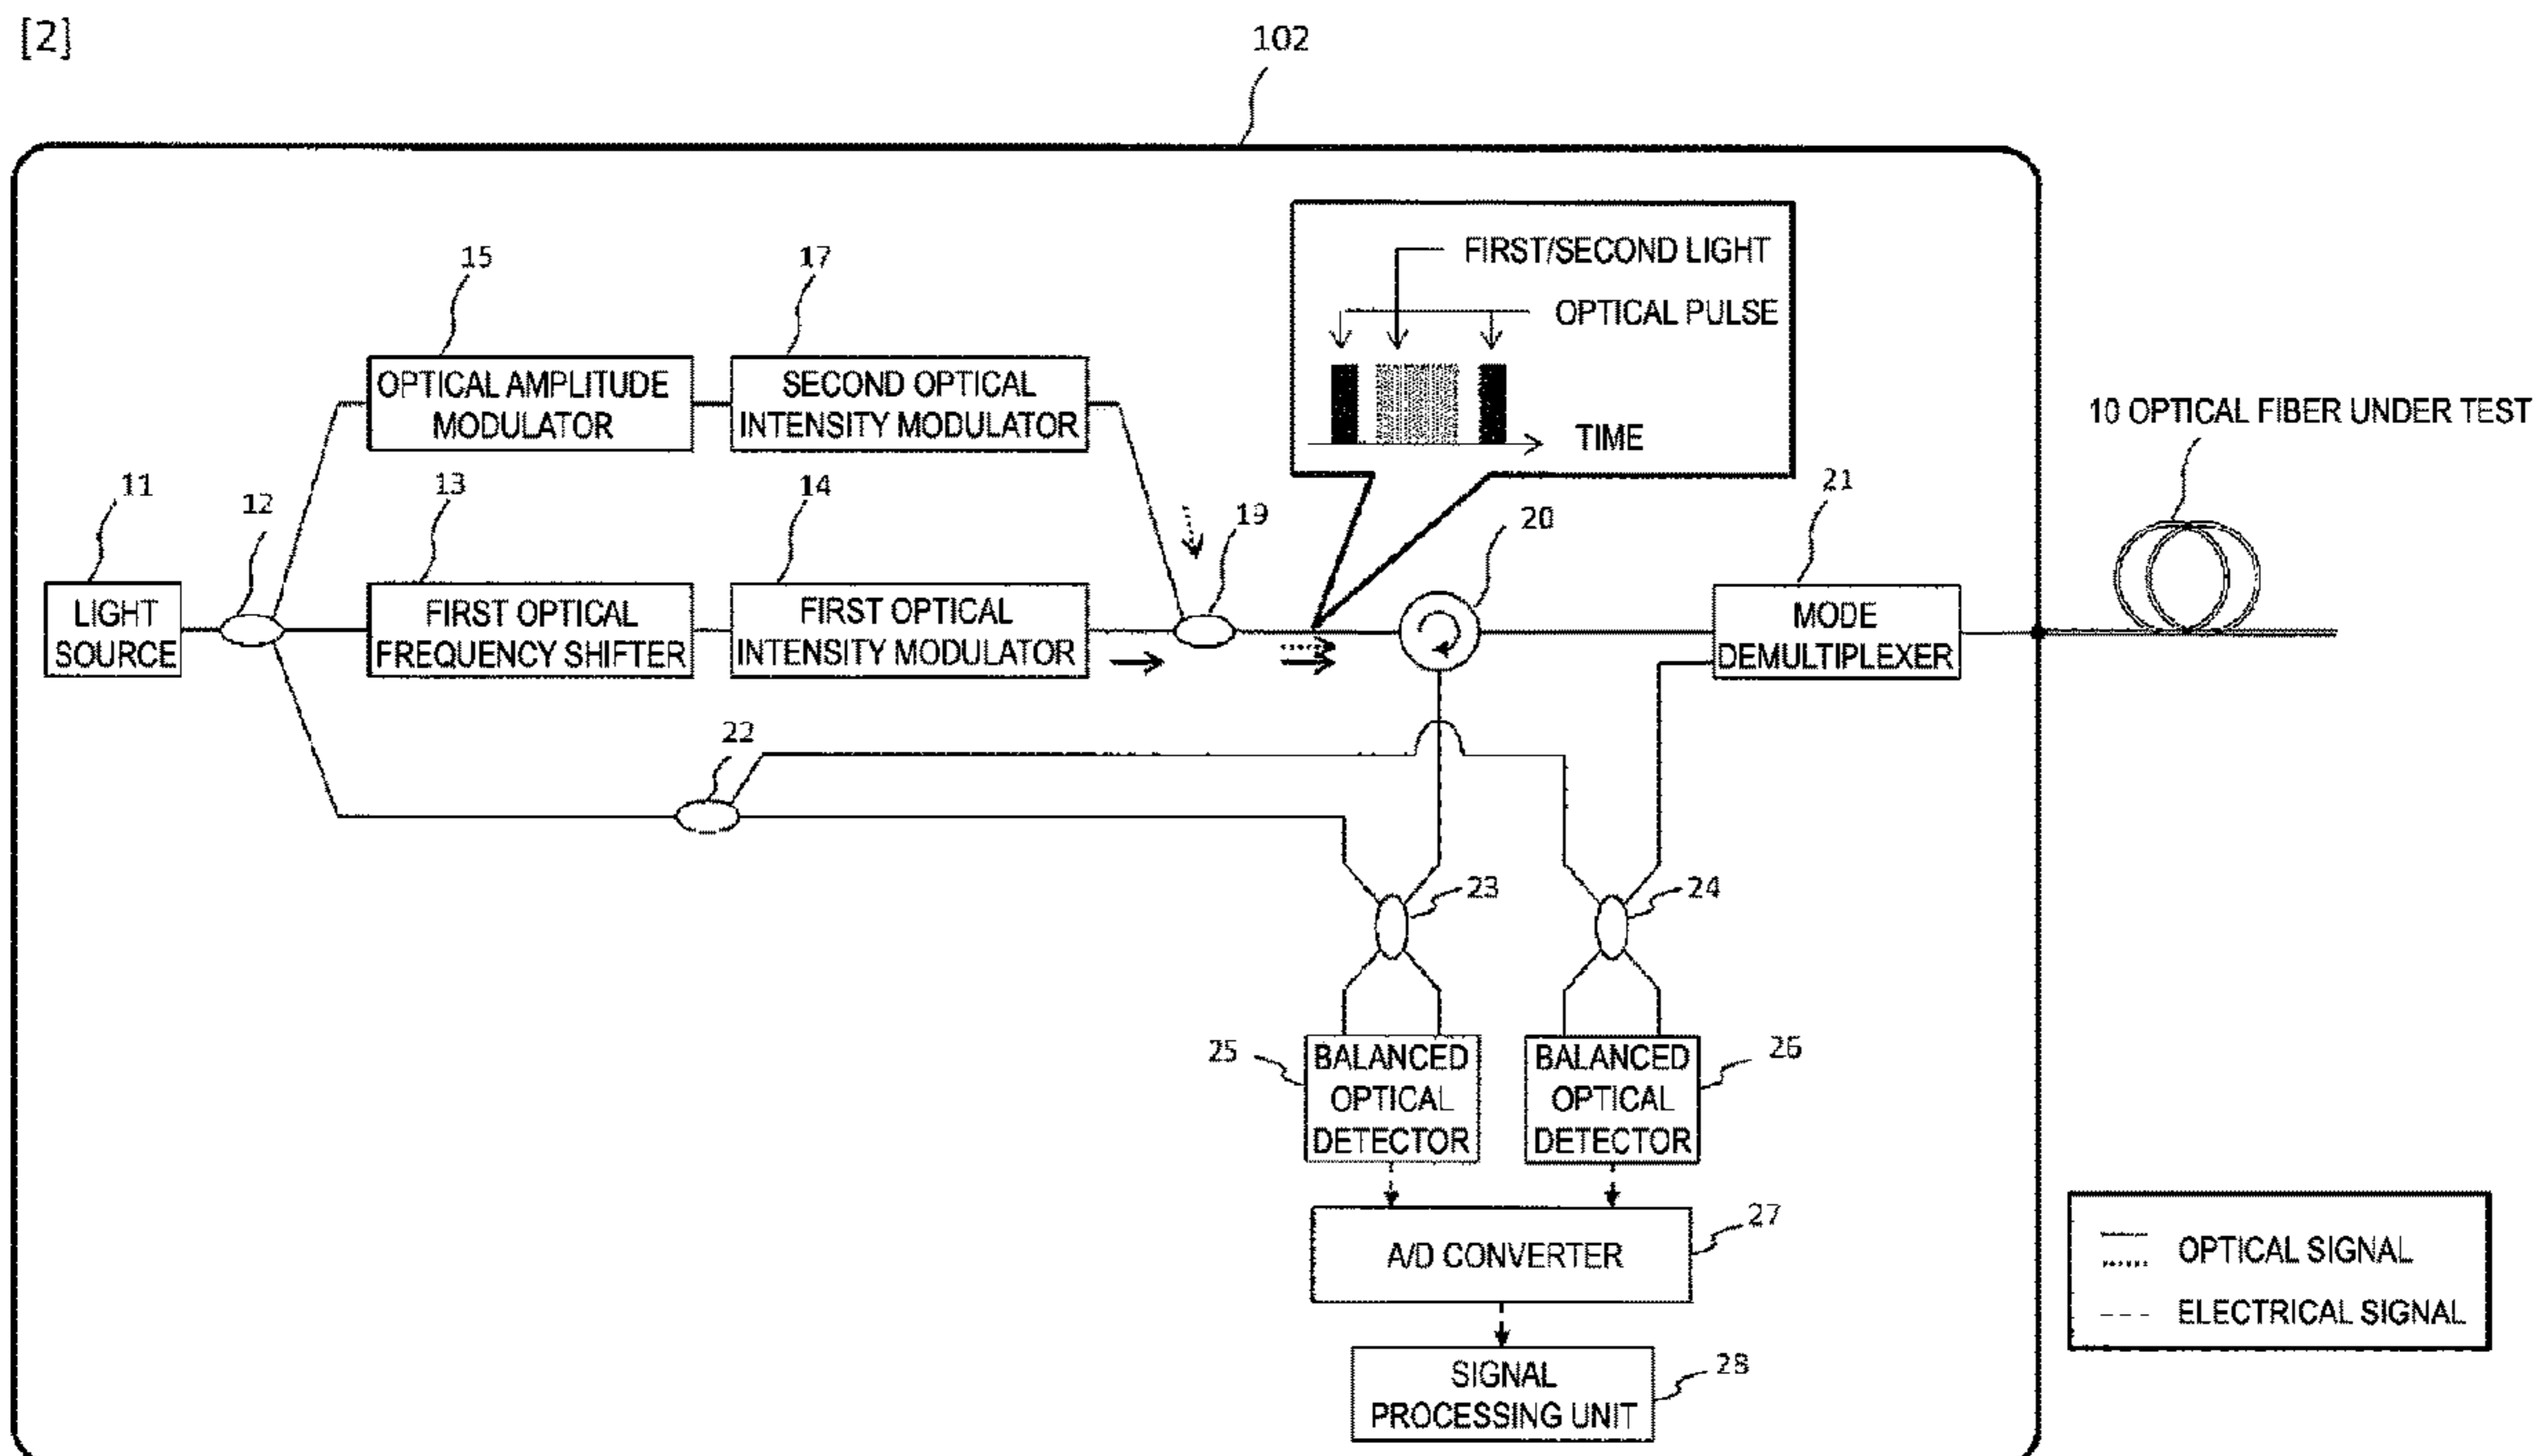 [2]
102
15
17
FIRST/SECOND LIGHT
OPTICAL PULSE
TIME
OPTICAL AMPLITUDE
MODULATOR
SECOND OPTICAL
INTENSITY MODULATOR
10 OPTICAL FIBER UNDER TEST
11
12
13
14
19
20
21
LIGHT
SOURCE
FIRST OPTICAL
FREQUENCY SHIFTER
FIRST OPTICAL
INTENSITY MODULATOR
MODE
DEMULTIPLEXER
22
23
24
25
BALANCED
OPTICAL
DETECTOR
BALANCED
OPTICAL
DETECTOR
26
27
A/D CONVERTER
28
SIGNAL
PROCESSING UNIT
OPTICAL SIGNAL
ELECTRICAL SIGNAL